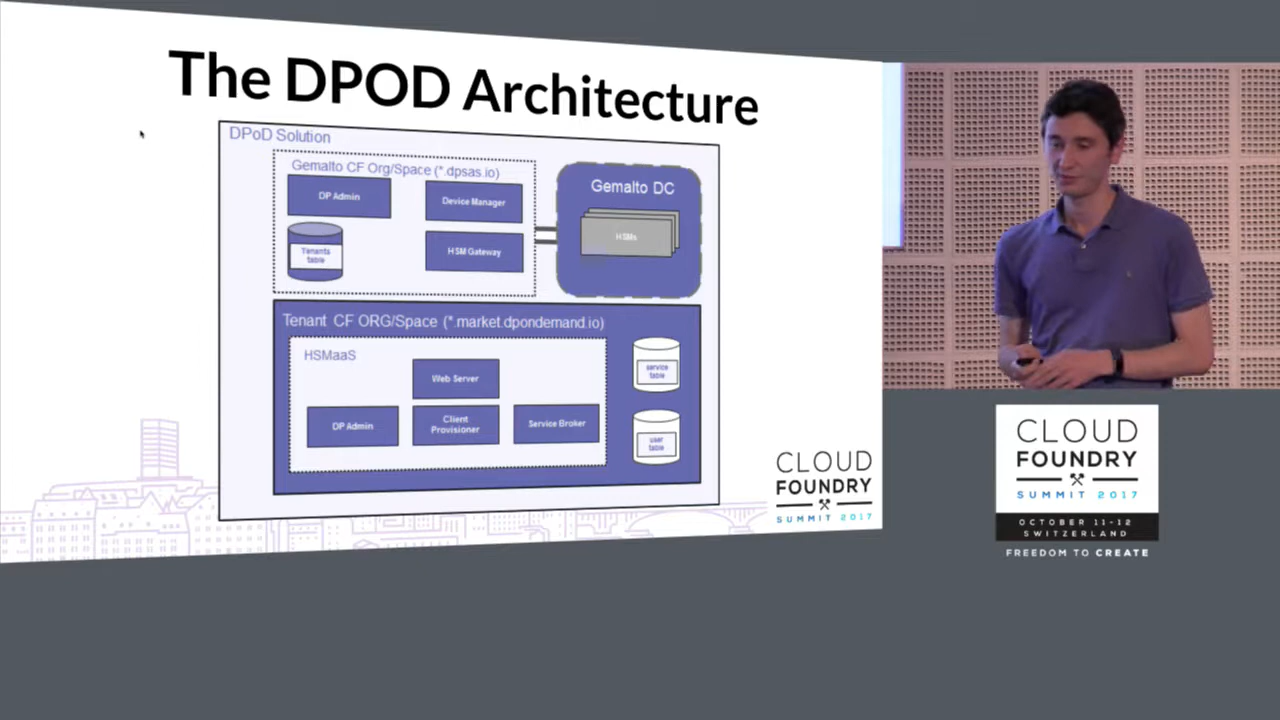 The DPOD Architecture
DPoD Solution
Gemalto CF Org/Space (*.dpsas.io)
DP Admin
Device Manager
Tenants
table
HSM Gateway
Gemalto DC
HSMs
Tenant CF ORG/Space (*.market.dpondemand.io)
HSMaaS
Web Server
DP Admin
Client
Provisioner
Service Broker
service
table
user
table
CLOUD
FOUNDRY
SUMMIT 2017
CLOUD
FOUNDRY
SUMMIT 2017
OCTOBER 11-12
SWITZERLAND
FREEDOM TO CREATE